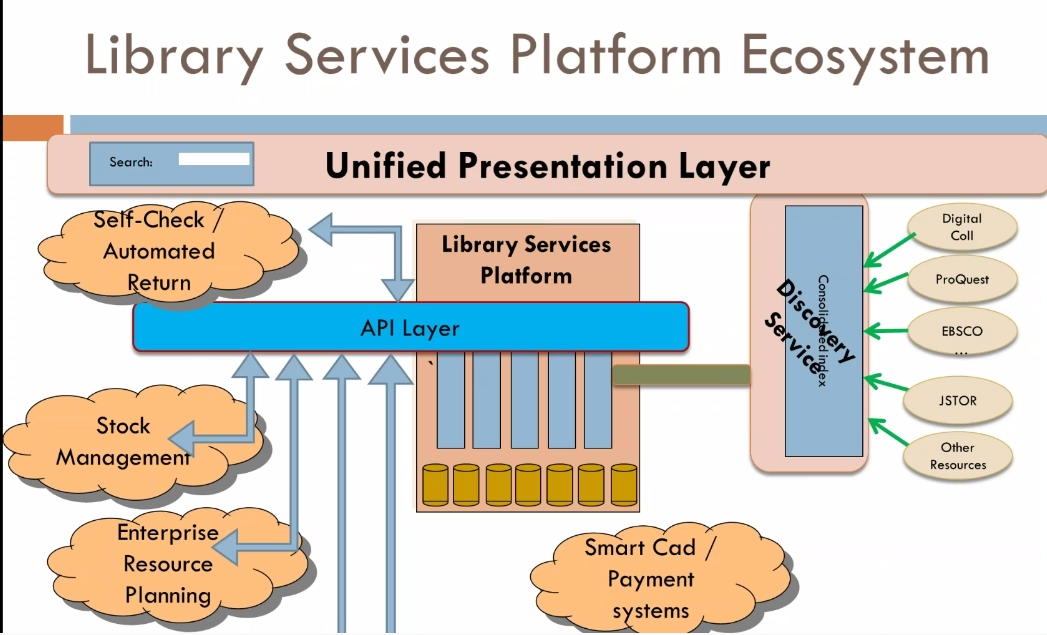 Library Services Platform Ecosystem
Search:
Unified Presentation Layer
Self-Check /
Automated
Return
Library Services
Platform
API Layer
`
Stock
Management
Enterprise
Resource
Planning
Smart Cad /
Payment
systems
Discovery
Service
Consolidated index
Digital
Coll
ProQuest
EBSCO
...
JSTOR
Other
Resources